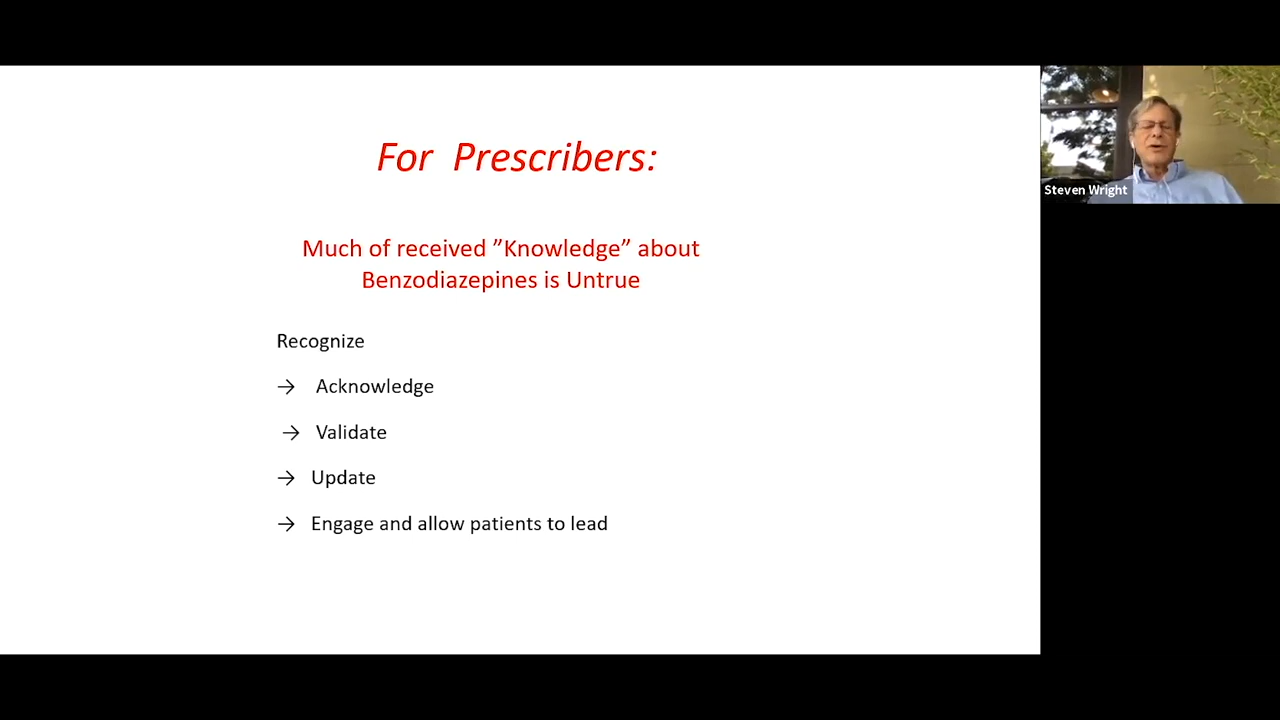 For Prescribers:
Much of received ”Knowledge” about
Benzodiazepines is Untrue
Recognize
→ Acknowledge
→ Validate
→ Update
→ Engage and allow patients to lead
Steven Wright